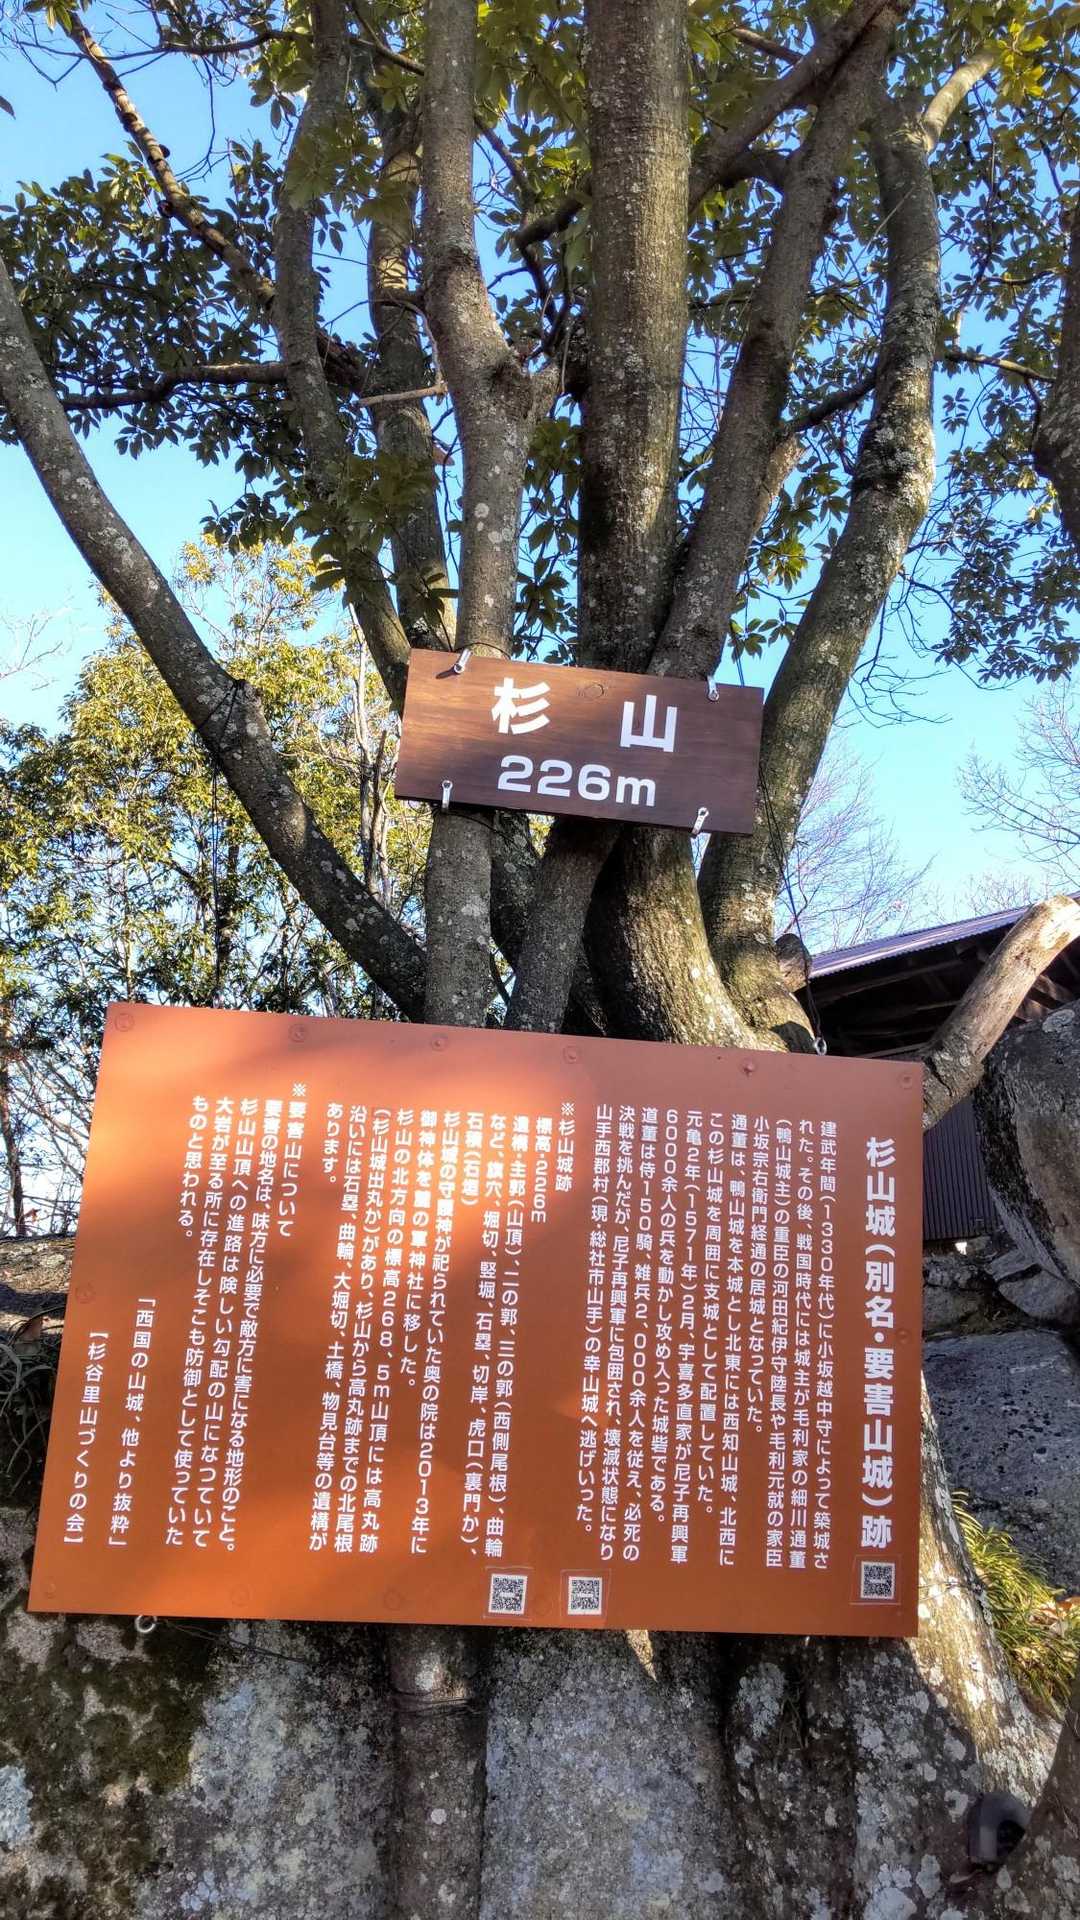 杉山
226m
杉山城(別名・要害山城)跡
建武年間(1330年代)に小坂越中守によって築城さ
れた。その後、戦国時代には城主が毛利家の細川通董
(鴨山城主)の重臣の河田紀伊守陸長や毛利元就の家臣
小坂宗右衛門経通の居城となっていた。
通董は、鴨山城を本城とし北東には西知山城、北西に
この杉山城を周囲に支城として配置していた。
元亀2年(1571年)2月、宇喜多直家が尼子再興軍
6000余人の兵を動かし攻め入った城砦である。
道董は侍150騎、雑兵2,000余人を従え、必死の
決戦を挑んだが、尼子再興軍に包囲され、壊滅状態になり
山手西郡村(現・総社市山手)の幸山城へ逃げいった。
※杉山城跡
標高・226m
遺構・主郭(山頂)、二の郭、三の郭(西側尾根)、曲輪
など、旗穴、堀切、竪堀、石塁、切岸、虎口(裏門か)、
石積(石垣)
杉山城の守護神が祀られていた奥の院は2013年に
御神体を麓の軍神社に移した。
杉山の北方向の標高268、5m山頂には高丸跡
(杉山城出丸か)があり、杉山から高丸跡までの北尾根
沿いには石塁、曲輪、大堀切、土橋、物見台等の遺構が
あります。
※要害山について
要害の地名は、味方に必要で敵方に害になる地形のこと。
杉山山頂への進路は険しい勾配の山になつていて
大岩が至る所に存在しそこも防御として使っていた
ものと思われる。
「西国の山城、他より抜粋」
【杉谷里山づくりの会】